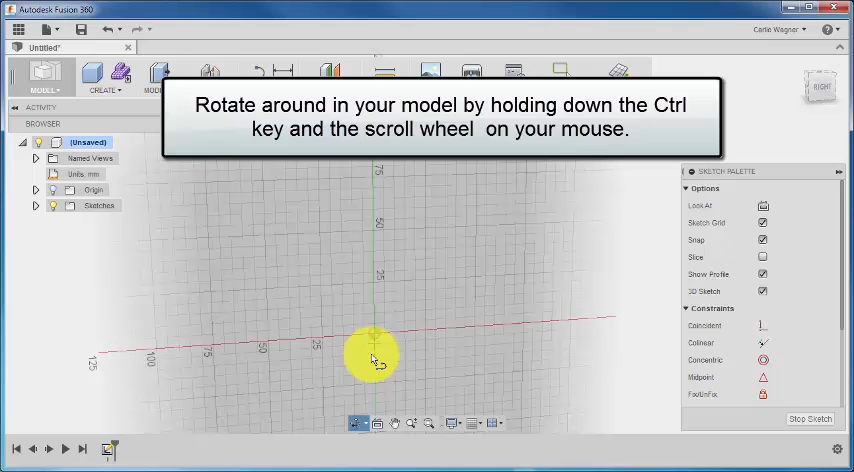 Autodesk Fusion 360
Carlie Wagner
Untitled*
MODEL
CREATE
Rotate around in your model by holding down the Ctrl
key and the scroll wheel on your mouse.
RIGHT
ACTIVITY
BROWSER
(Unsaved)
Named Views
Units: mm
Origin
Sketches
75
50
25
25
50
75
100
125
SKETCH PALETTE
Options
Look At
Sketch Grid
Snap
Slice
Show Profile
3D Sketch
Constraints
Coincident
Colinear
Concentric
Midpoint
Fix/UnFix
Stop Sketch